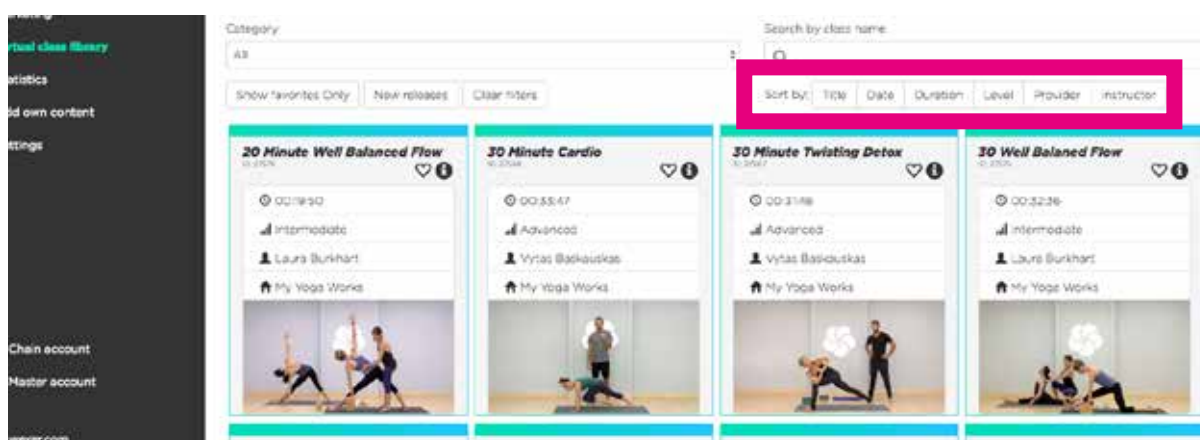 rtual class library
atistics
dd own content
ttings
Chain account
Master account
Category
All
Search by class name
Show favorites Only New releases Clear filters
Sort by: Title Date Duration Level Provider Instructor
20 Minute Well Balanced Flow
00:19:50
Intermediate
Laura Burkhart
My Yoga Works
30 Minute Cardio
00:33:47
Advanced
Vytas Baskauskas
My Yoga Works
30 Minute Twisting Detox
00:31:48
Advanced
Vytas Baskauskas
My Yoga Works
30 Well Balaned Flow
00:32:36
Intermediate
Laura Burkhart
My Yoga Works